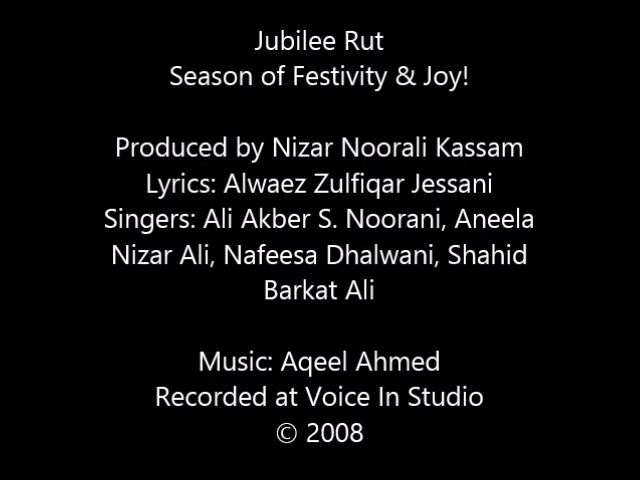 Jubilee Rut
Season of Festivity & Joy!
Produced by Nizar Noorali Kassam
Lyrics: Alwaez Zulfiqar Jessani
Singers: Ali Akber S. Noorani, Aneela
Nizar Ali, Nafeesa Dhalwani, Shahid
Barkat Ali
Music: Aqeel Ahmed
Recorded at Voice In Studio
© 2008